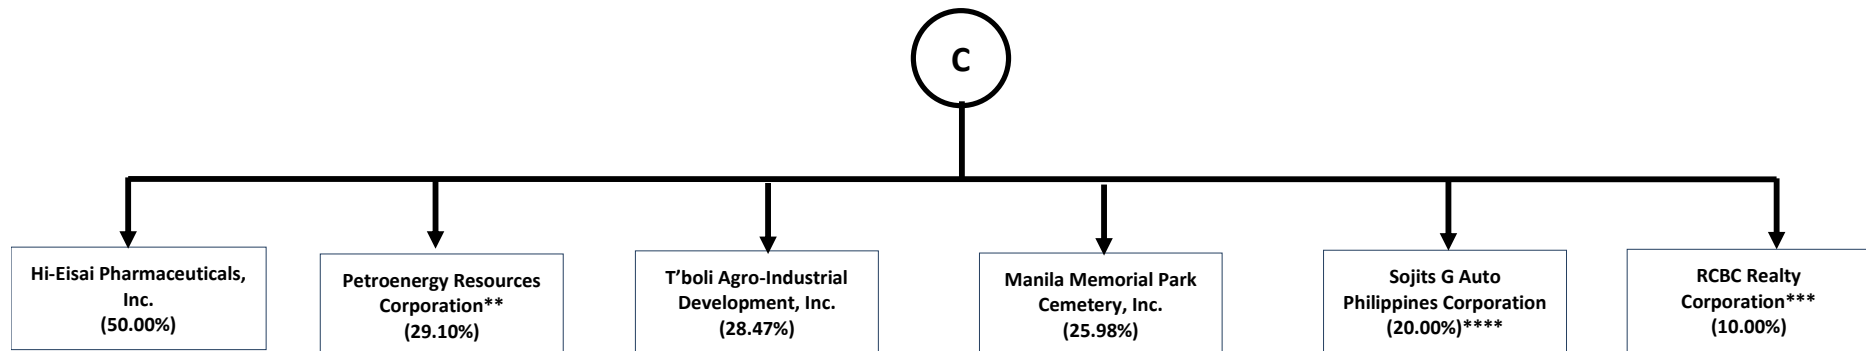 C
Hi-Eisai Pharmaceuticals,
Inc.
(50.00%)
Petroenergy Resources
Corporation**
(29.10%)
T’boli Agro-Industrial
Development, Inc.
(28.47%)
Manila Memorial Park
Cemetery, Inc.
(25.98%)
Sojits G Auto
Philippines Corporation
(20.00%)****
RCBC Realty
Corporation***
(10.00%)